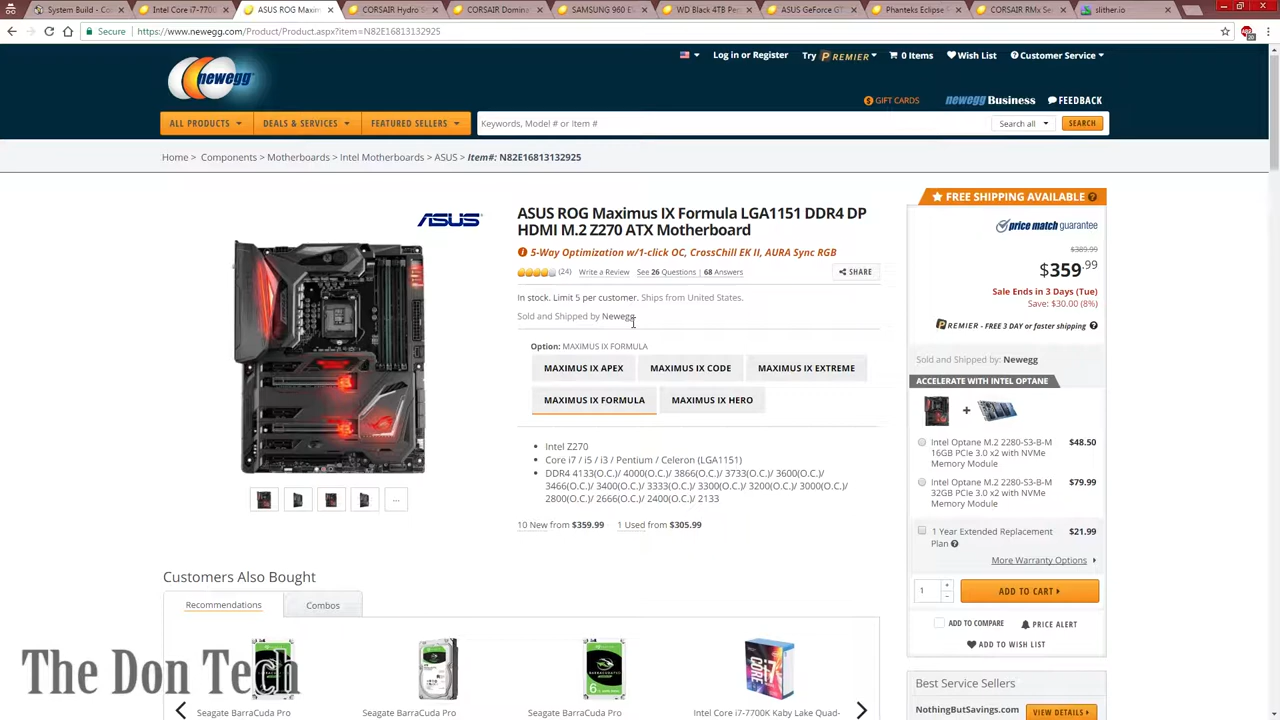 System Build - Co
Intel Core i7-7700
ASUS ROG Maxim
CORSAIR Hydro S
CORSAIR Domina
SAMSUNG 960 E
WD Black 4TB Per
ASUS GeForce GT
Phanteks Eclipse
CORSAIR RMx Se
slither.io
Secure https://www.newegg.com/Product/Product.aspx?item=N82E16813132925
newegg
Log in or Register
Try PREMIER
0 Items
Wish List
Customer Service
GIFT CARDS
newegg Business
FEEDBACK
ALL PRODUCTS
DEALS & SERVICES
FEATURED SELLERS
Keywords, Model # or Item #
Search all
SEARCH
Home > Components > Motherboards > Intel Motherboards > ASUS > Item#: N82E16813132925
ASUS
ASUS ROG Maximus IX Formula LGA1151 DDR4 DP
HDMI M.2 Z270 ATX Motherboard
5-Way Optimization w/1-click OC, CrossChill EK II, AURA Sync RGB
(24) Write a Review See 26 Questions | 68 Answers
SHARE
In stock. Limit 5 per customer. Ships from United States.
Sold and Shipped by Newegg
Option: MAXIMUS IX FORMULA
MAXIMUS IX APEX
MAXIMUS IX CODE
MAXIMUS IX EXTREME
MAXIMUS IX FORMULA
MAXIMUS IX HERO
Intel Z270
Core i7 / i5 / i3 / Pentium / Celeron (LGA1151)
DDR4 4133(O.C.)/ 4000(O.C.)/ 3866(O.C.)/ 3733(O.C.)/ 3600(O.C.)/
3466(O.C.)/ 3400(O.C.)/ 3333(O.C.)/ 3300(O.C.)/ 3200(O.C.)/ 3000(O.C.)/
2800(O.C.)/ 2666(O.C.)/ 2400(O.C.)/ 2133
10 New from $359.99
1 Used from $305.99
FREE SHIPPING AVAILABLE
price match guarantee
$389.99
$359.99
Sale Ends in 3 Days (Tue)
Save: $30.00 (8%)
PREMIER - FREE 3 DAY or faster shipping
Sold and Shipped by: Newegg
ACCELERATE WITH INTEL OPTANE
Intel Optane M.2 2280-S3-B-M $48.50
16GB PCIe 3.0 x2 with NVMe
Memory Module
Intel Optane M.2 2280-S3-B-M $79.99
32GB PCIe 3.0 x2 with NVMe
Memory Module
1 Year Extended Replacement $21.99
Plan
More Warranty Options
1
ADD TO CART
ADD TO COMPARE
PRICE ALERT
ADD TO WISH LIST
Best Service Sellers
NothingButSavings.com
VIEW DETAILS
Customers Also Bought
Recommendations
Combos
Seagate BarraCuda Pro
Seagate BarraCuda Pro
Seagate BarraCuda Pro
Intel Core i7-7700K Kaby Lake Quad-
The Don Tech